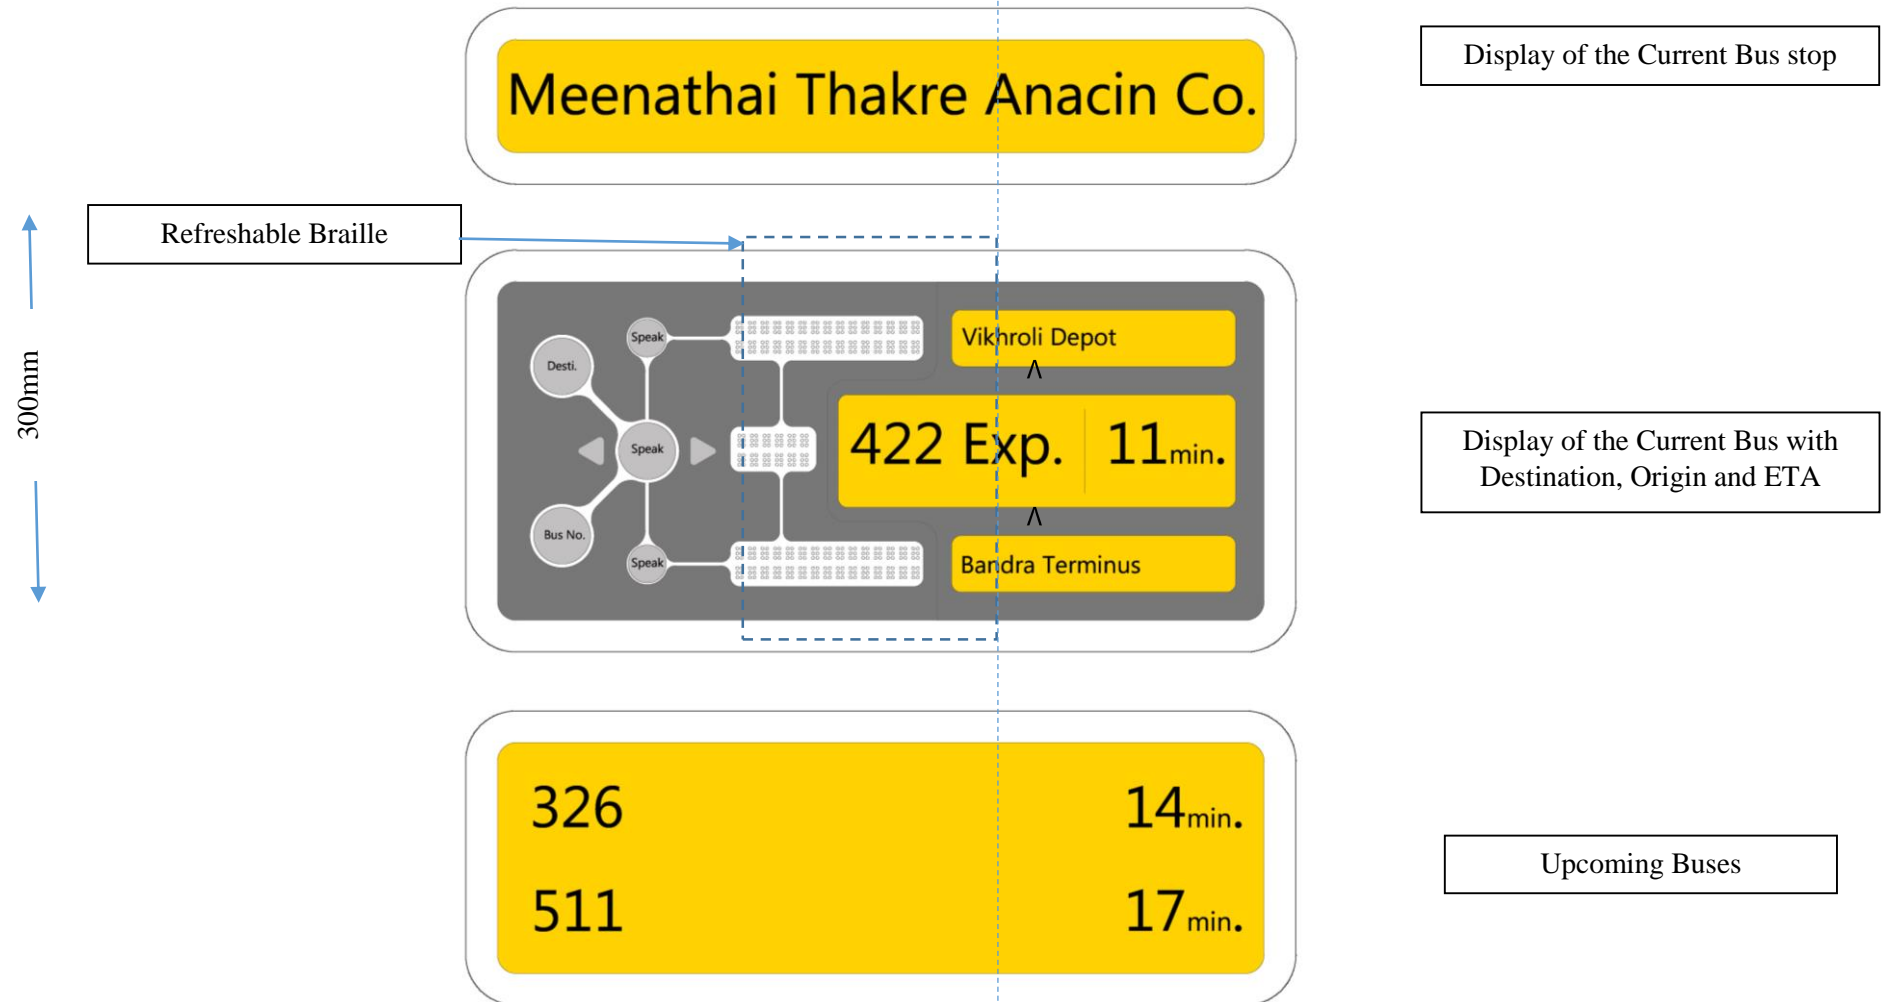 Meenathai Thakre Anacin Co.
Display of the Current Bus stop
Refreshable Braille
300mm
Speak
Desti.
Speak
Bus No.
Speak
Vikhroli Depot
>
422 Exp. 11min.
>
Bandra Terminus
Display of the Current Bus with
Destination, Origin and ETA
326 14min.
511 17min.
Upcoming Buses